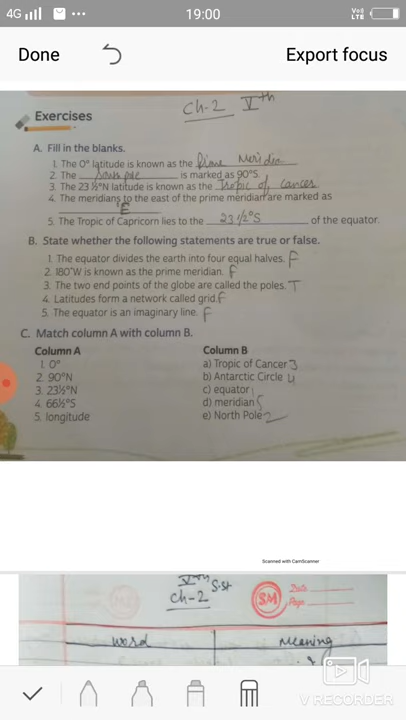 4G 19:00 VoII LTE
Done Export focus
Ch-2 Vth
Exercises
A. Fill in the blanks.
1. The 0° latitude is known as the Prime Meridian
2. The South pole is marked as 90°S.
3. The 23 ½°N latitude is known as the Tropic of cancer
4. The meridians to the east of the prime meridian are marked as
'E'
5. The Tropic of Capricorn lies to the 23 1/2°S of the equator.
B. State whether the following statements are true or false.
1. The equator divides the earth into four equal halves. F
2. 180°W is known as the prime meridian. F
3. The two end points of the globe are called the poles. T
4. Latitudes form a network called grid. F
5. The equator is an imaginary line. F
C. Match column A with column B.
Column A Column B
1. 0° a) Tropic of Cancer 3
2. 90°N b) Antarctic Circle 4
3. 23½°N c) equator 1
4. 66½°S d) meridian 5
5. longitude e) North Pole 2
Scanned with CamScanner
Vth S.st
Ch-2
SM Date
Page
Word Meaning
V RECORDER